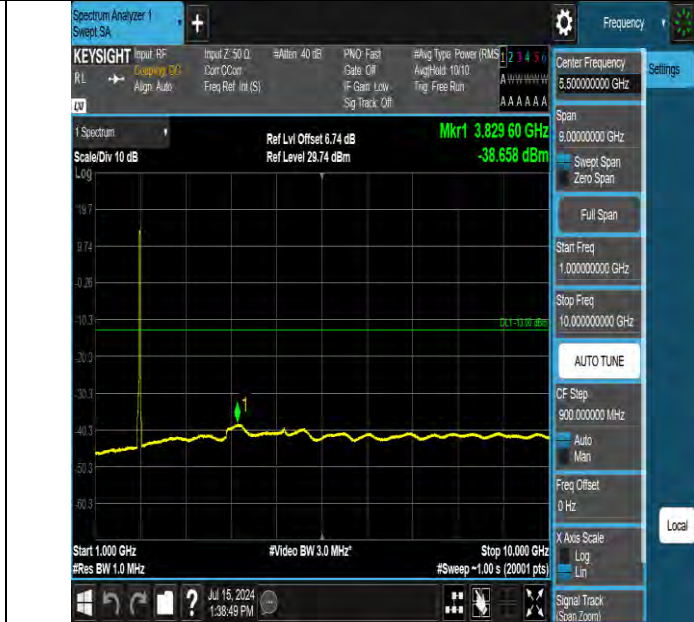 Spectrum Analyzer 1
Swept SA
+
Frequency
KEYSIGHT
RL
Input: RF
Coupling: DC
Align: Auto
Input Z: 50 Ω
Corr CCorr
Freq Ref: Int (S)
#Atten: 40 dB
PNO: Fast
Gate: Off
IF Gain: Low
Sig Track: Off
#Avg Type: Power (RMS
Avg|Hold: 10/10
Trig: Free Run
1 2 3 4 5 6
A W W W W W
A A A A A A
1 Spectrum
Scale/Div 10 dB
Ref Lvl Offset 6.74 dB
Ref Level 29.74 dBm
Mkr1 3.829 60 GHz
-38.658 dBm
Log
19.7
9.74
-0.26
-10.3
-20.3
-30.3
-40.3
-50.3
-60.3
DL1 -13.00 dBm
1
Start 1.000 GHz
#Res BW 1.0 MHz
#Video BW 3.0 MHz*
Stop 10.000 GHz
#Sweep ~1.00 s (20001 pts)
?
Jul 15, 2024
1:38:49 PM
Center Frequency
5.500000000 GHz
Settings
Span
9.00000000 GHz
Swept Span
Zero Span
Full Span
Start Freq
1.000000000 GHz
Stop Freq
10.000000000 GHz
AUTO TUNE
CF Step
900.000000 MHz
Auto
Man
Freq Offset
0 Hz
X Axis Scale
Log
Lin
Local
Signal Track
(Span Zoom)